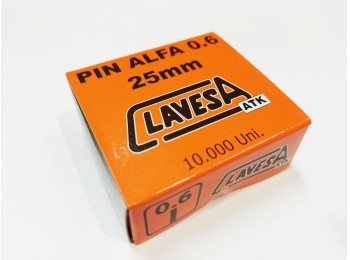 PIN ALFA 0.6
25mm
CLAVESA
ATK
10.000 Uni.
0.6
CLAVESA